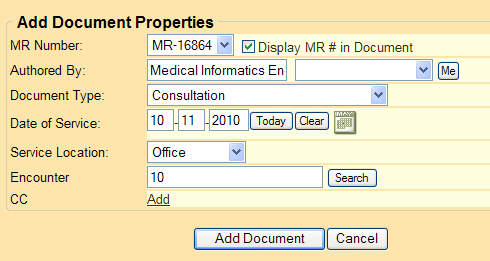 Add Document Properties
MR Number: MR-16864 Display MR # in Document
Authored By: Medical Informatics En Me
Document Type: Consultation
Date of Service: 10 - 11 - 2010 Today Clear
Service Location: Office
Encounter 10 Search
CC Add
Add Document Cancel